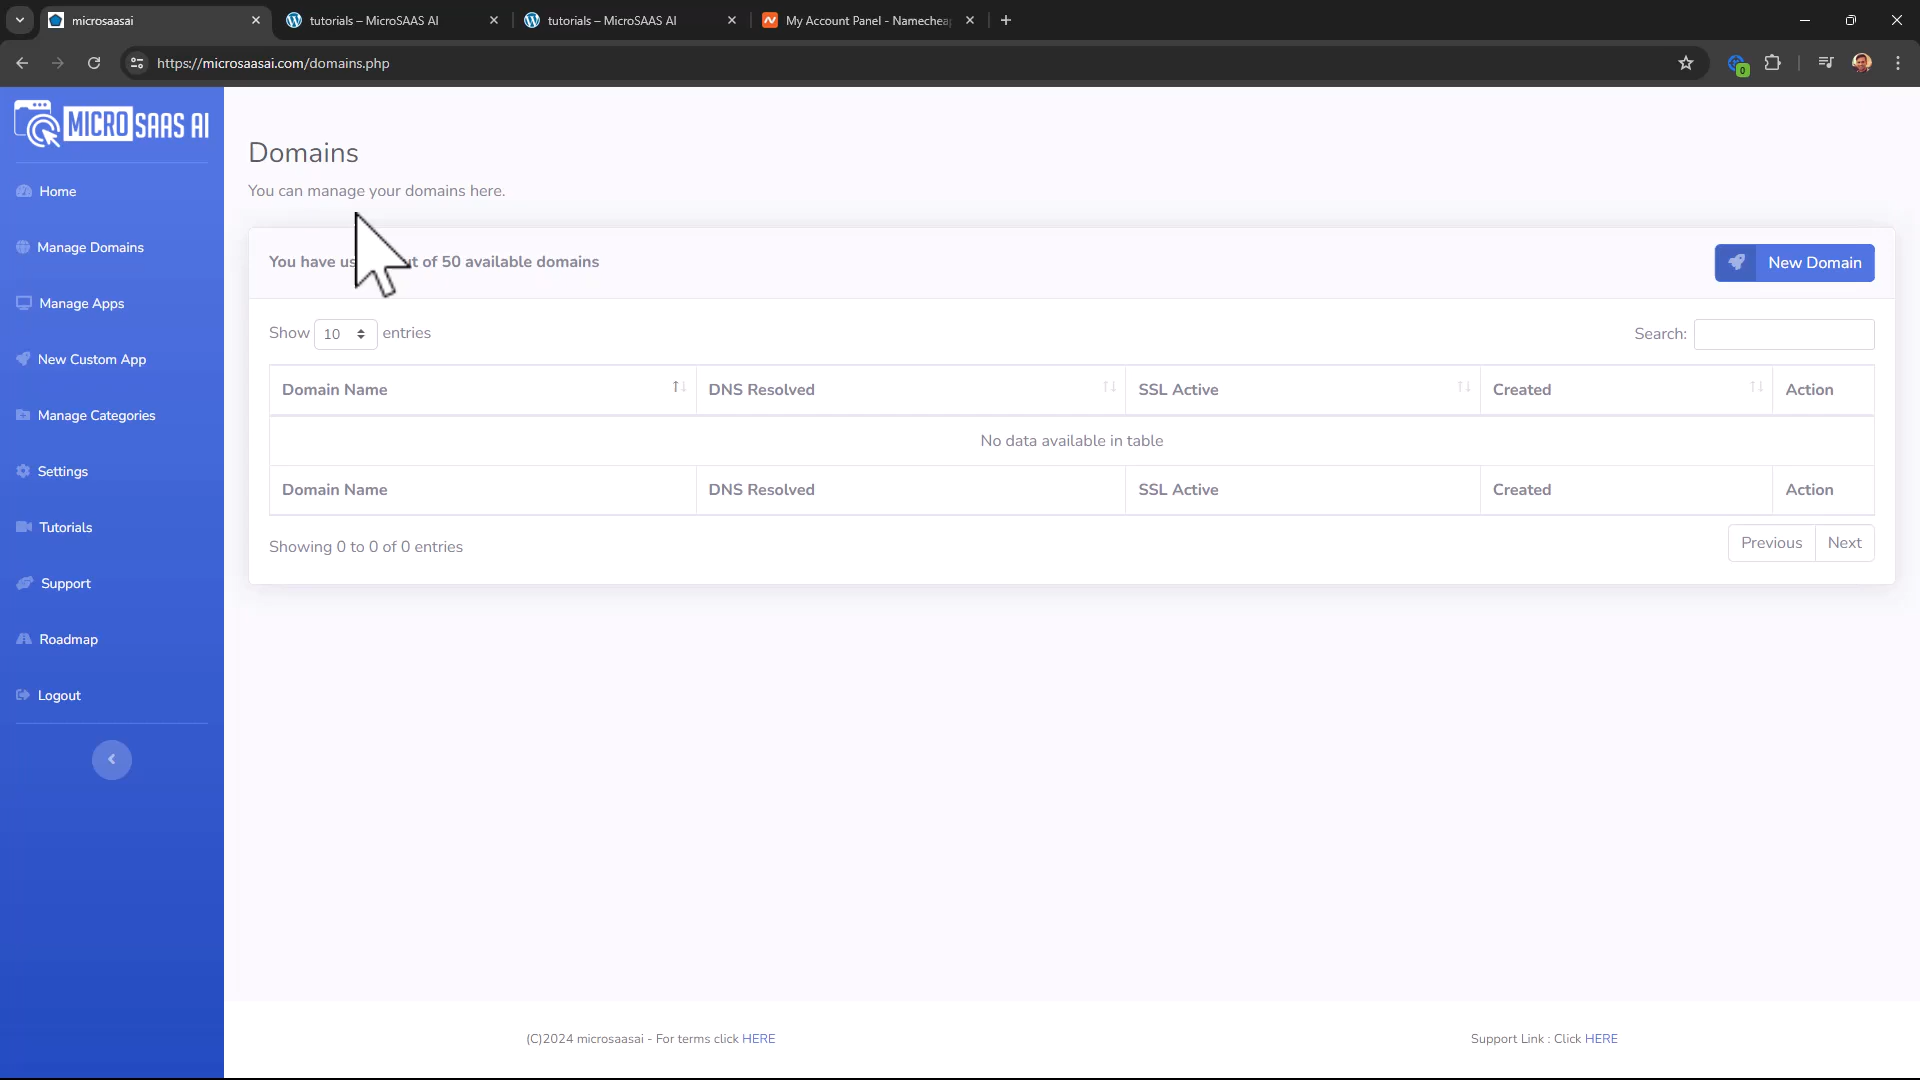 microsaasai
tutorials – MicroSAAS AI
tutorials – MicroSAAS AI
My Account Panel - Namecheap
https://microsaasai.com/domains.php
0
MICRO SAAS AI
Home
Manage Domains
Manage Apps
New Custom App
Manage Categories
Settings
Tutorials
Support
Roadmap
Logout
Domains
You can manage your domains here.
You have of 50 available domains
New Domain
Show 10 entries
Search:
Domain Name DNS Resolved SSL Active Created Action
No data available in table
Domain Name DNS Resolved SSL Active Created Action
Showing 0 to 0 of 0 entries
Previous Next
(C)2024 microsaasai - For terms click HERE
Support Link : Click HERE